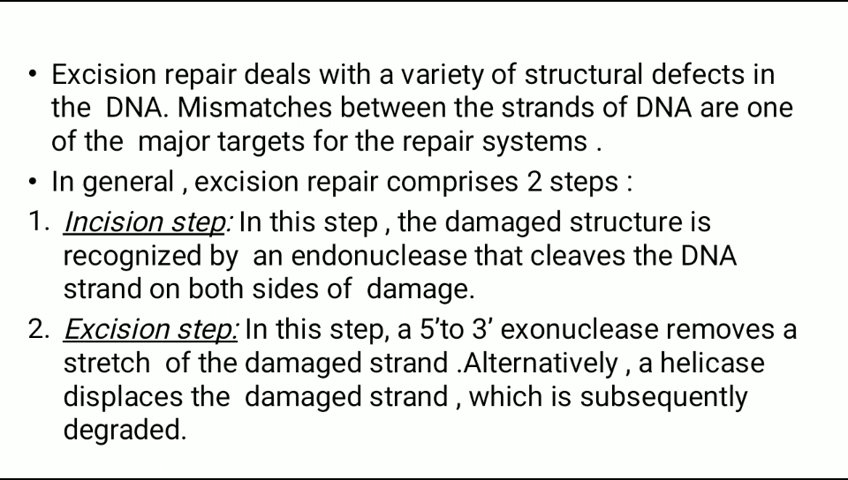 • Excision repair deals with a variety of structural defects in
the  DNA. Mismatches between the strands of DNA are one
of the  major targets for the repair systems .
• In general , excision repair comprises 2 steps :
1. Incision step: In this step , the damaged structure is
recognized by  an endonuclease that cleaves the DNA
strand on both sides of  damage.
2. Excision step: In this step, a 5’to 3’ exonuclease removes a
stretch  of the damaged strand .Alternatively , a helicase
displaces the  damaged strand , which is subsequently
degraded.